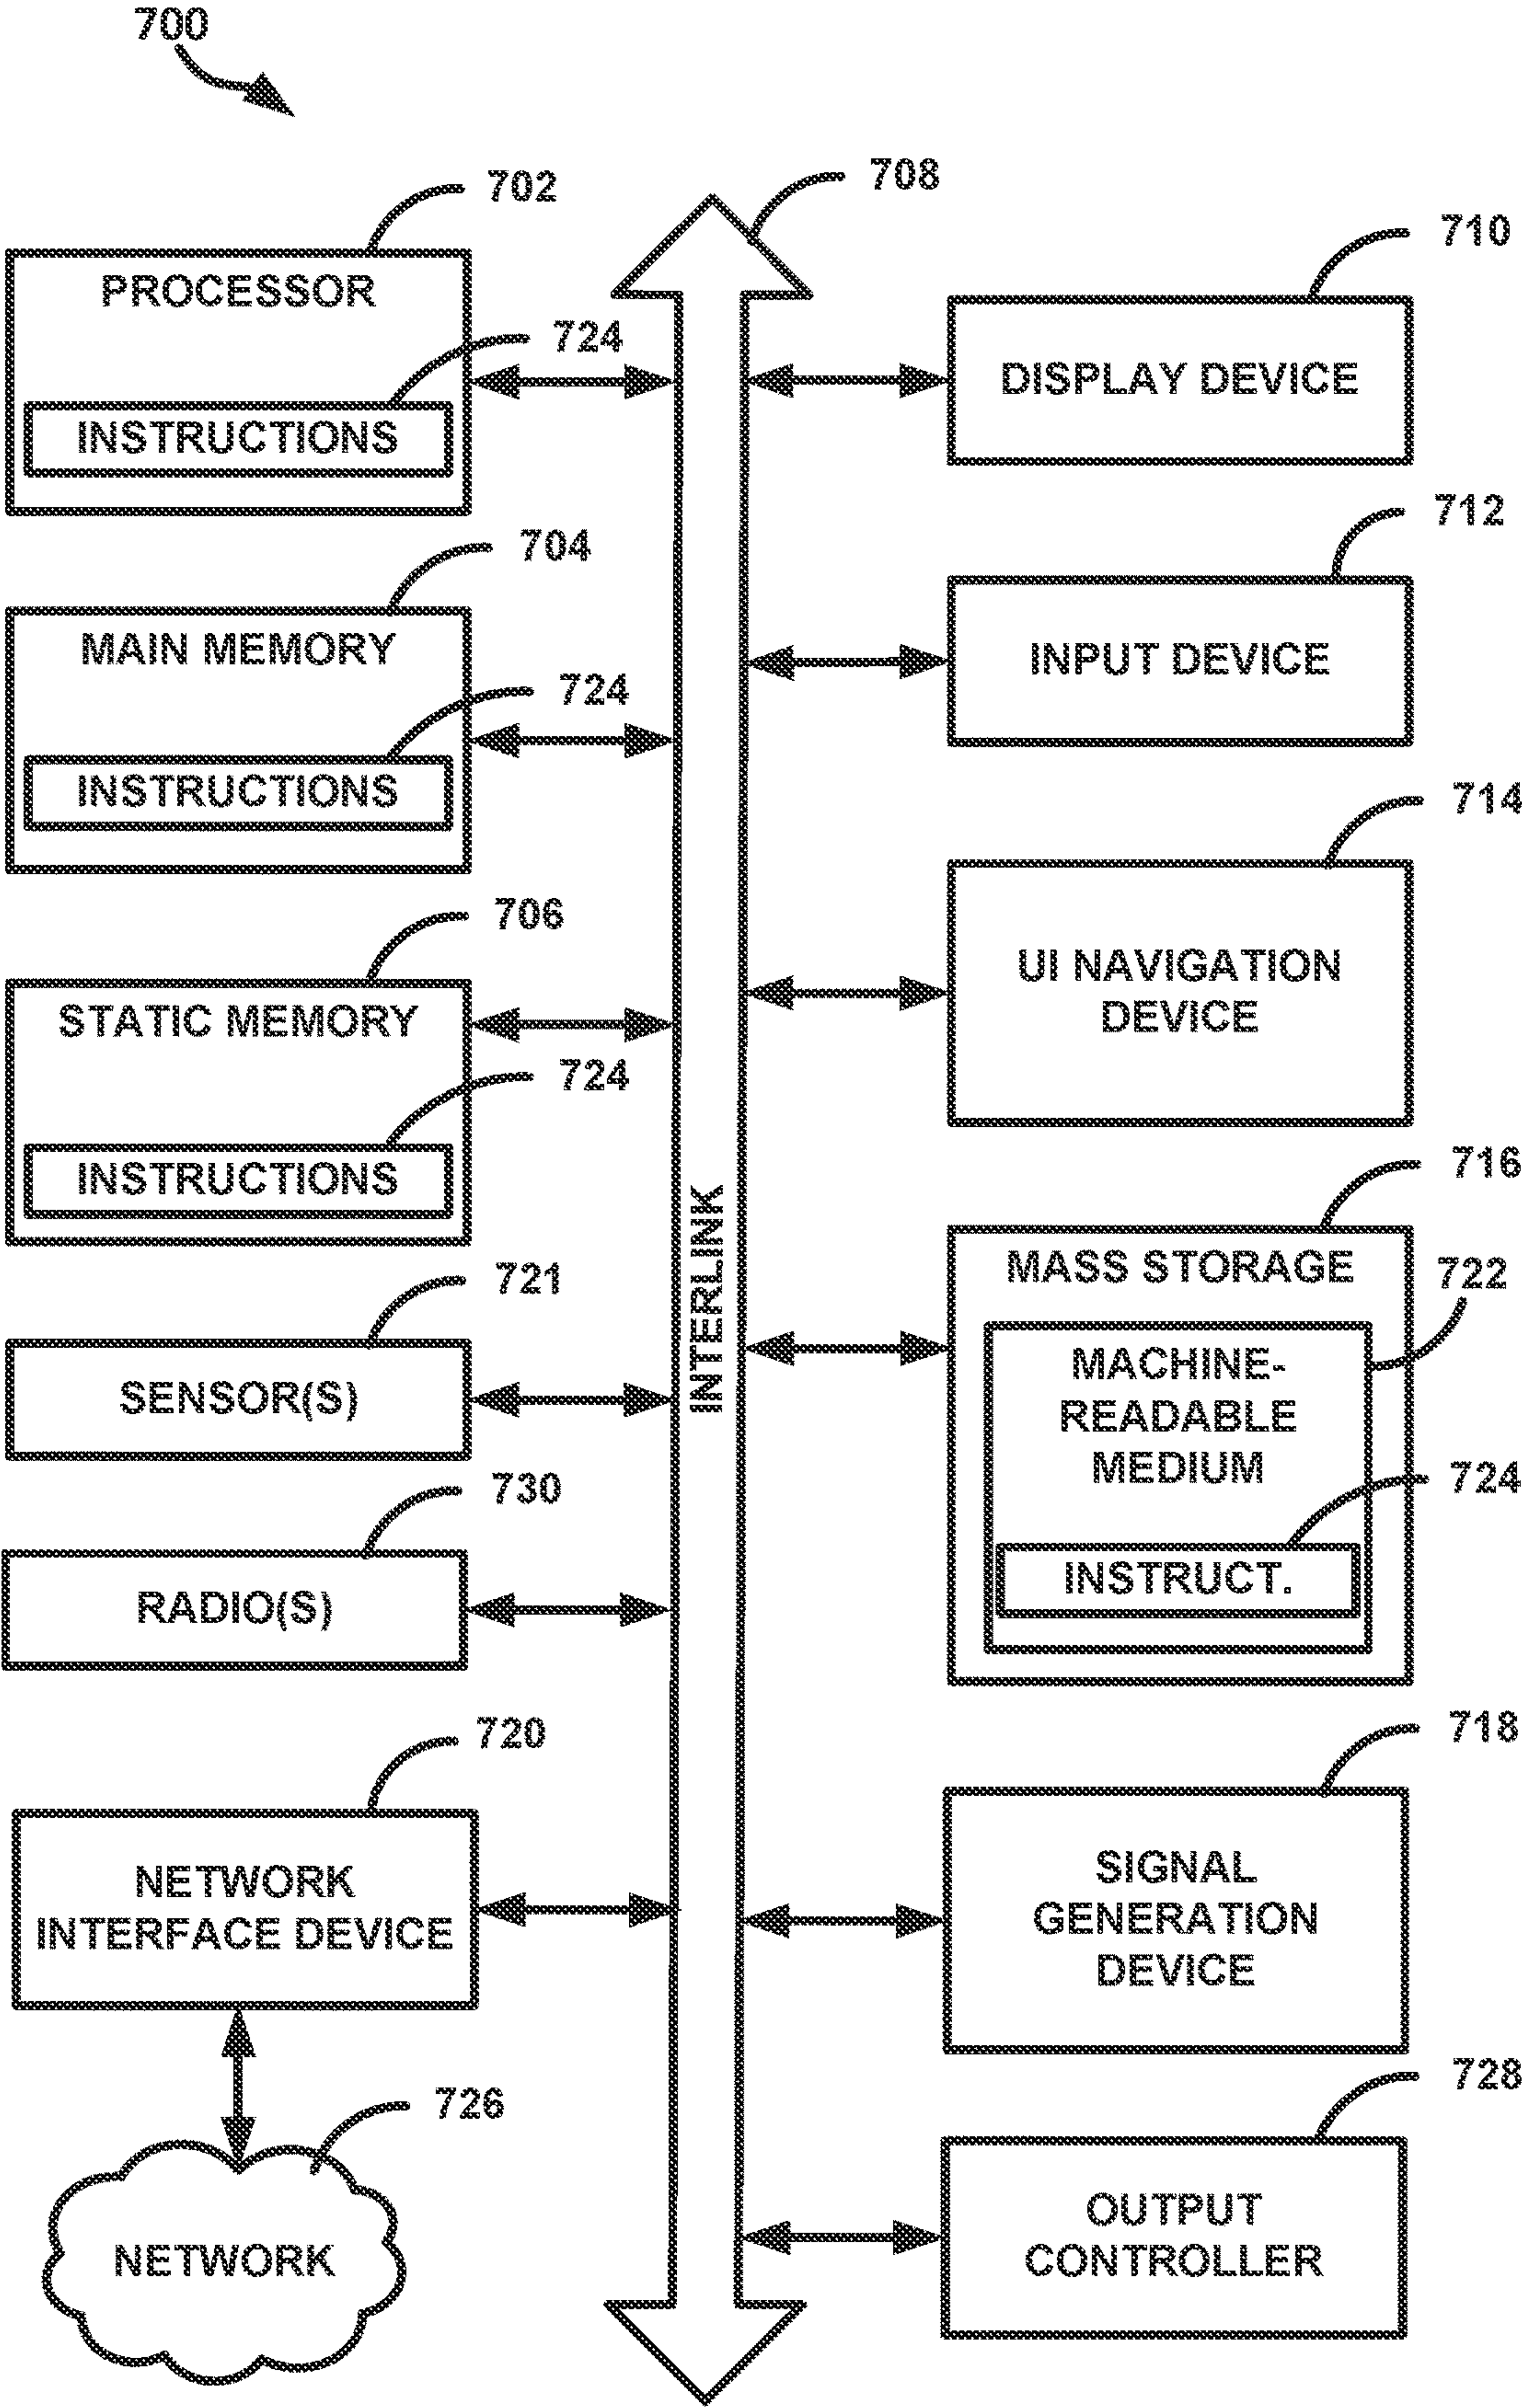 700
702
PROCESSOR
724
INSTRUCTIONS
704
MAIN MEMORY
724
INSTRUCTIONS
706
STATIC MEMORY
724
INSTRUCTIONS
721
SENSOR(S)
730
RADIO(S)
720
NETWORK
INTERFACE DEVICE
726
NETWORK
708
INTERLINK
710
DISPLAY DEVICE
712
INPUT DEVICE
714
UI NAVIGATION
DEVICE
716
MASS STORAGE
722
MACHINE-
READABLE
MEDIUM
724
INSTRUCT.
718
SIGNAL
GENERATION
DEVICE
728
OUTPUT
CONTROLLER